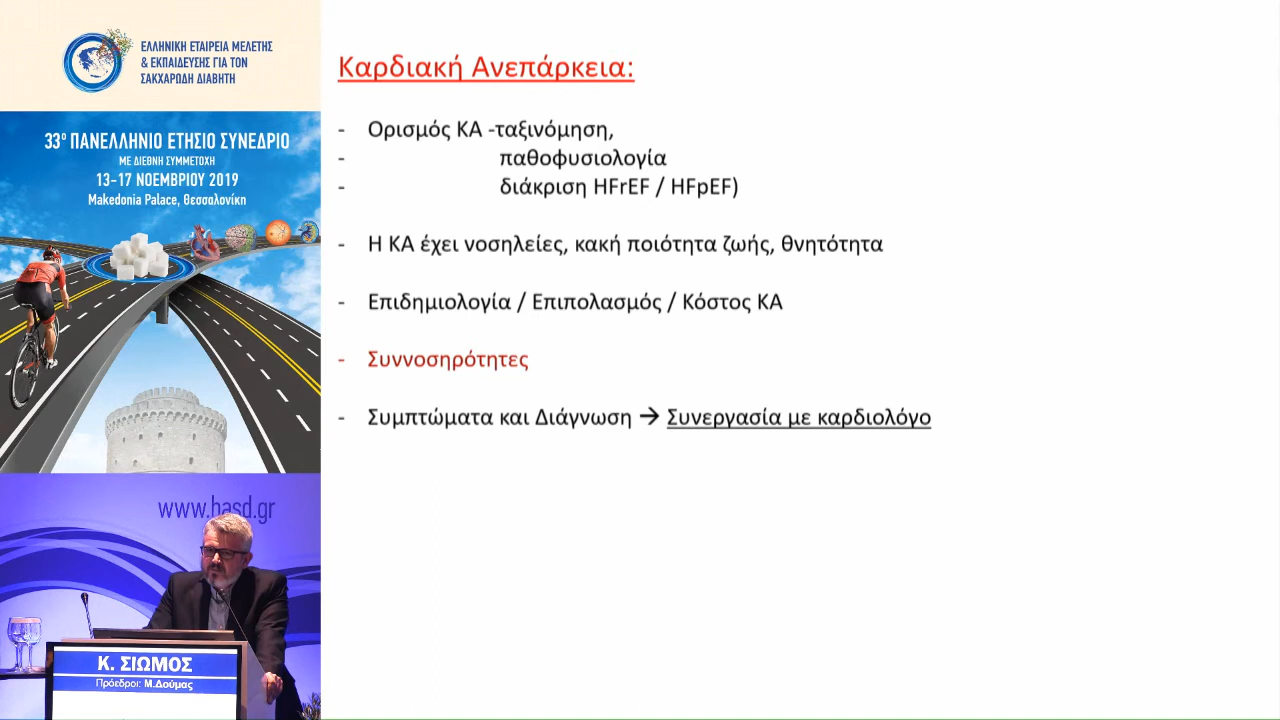 ΕΛΛΗΝΙΚΗ ΕΤΑΙΡΕΙΑ ΜΕΛΕΤΗΣ
& ΕΚΠΑΙΔΕΥΣΗΣ ΓΙΑ ΤΟΝ
ΣΑΚΧΑΡΩΔΗ ΔΙΑΒΗΤΗ
33ο ΠΑΝΕΛΛΗΝΙΟ ΕΤΗΣΙΟ ΣΥΝΕΔΡΙΟ
ΜΕ ΔΙΕΘΝΗ ΣΥΜΜΕΤΟΧΗ
13-17 ΝΟΕΜΒΡΙΟΥ 2019
Makedonia Palace, Θεσσαλονίκη
www.hasd.gr
Κ. ΣΙΩΜΟΣ
Πρόεδροι: Μ.Δούμας
Καρδιακή Ανεπάρκεια:
- Ορισμός ΚΑ -ταξινόμηση,
- παθοφυσιολογία
- διάκριση HFrEF / HFpEF)
- Η ΚΑ έχει νοσηλείες, κακή ποιότητα ζωής, θνητότητα
- Επιδημιολογία / Επιπολασμός / Κόστος ΚΑ
- Συννοσηρότητες
- Συμπτώματα και Διάγνωση → Συνεργασία με καρδιολόγο